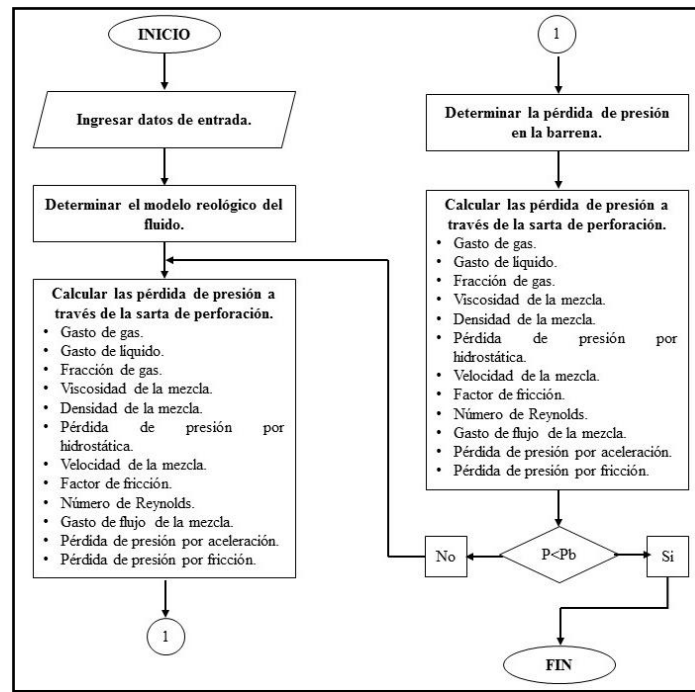 INICIO
Ingresar datos de entrada.
Determinar el modelo reológico del
fluido.
Calcular las pérdida de presión a
través de la sarta de perforación.
• Gasto de gas.
• Gasto de líquido.
• Fracción de gas.
• Viscosidad de la mezcla.
• Densidad de la mezcla.
• Pérdida de presión por
hidrostática.
• Velocidad de la mezcla.
• Factor de fricción.
• Número de Reynolds.
• Gasto de flujo de la mezcla.
• Pérdida de presión por aceleración.
• Pérdida de presión por fricción.
1
1
Determinar la pérdida de presión
en la barrena.
Calcular las pérdida de presión a
través de la sarta de perforación.
• Gasto de gas.
• Gasto de líquido.
• Fracción de gas.
• Viscosidad de la mezcla.
• Densidad de la mezcla.
• Pérdida de presión por
hidrostática.
• Velocidad de la mezcla.
• Factor de fricción.
• Número de Reynolds.
• Gasto de flujo de la mezcla.
• Pérdida de presión por aceleración.
• Pérdida de presión por fricción.
No
P<Pb
Si
FIN